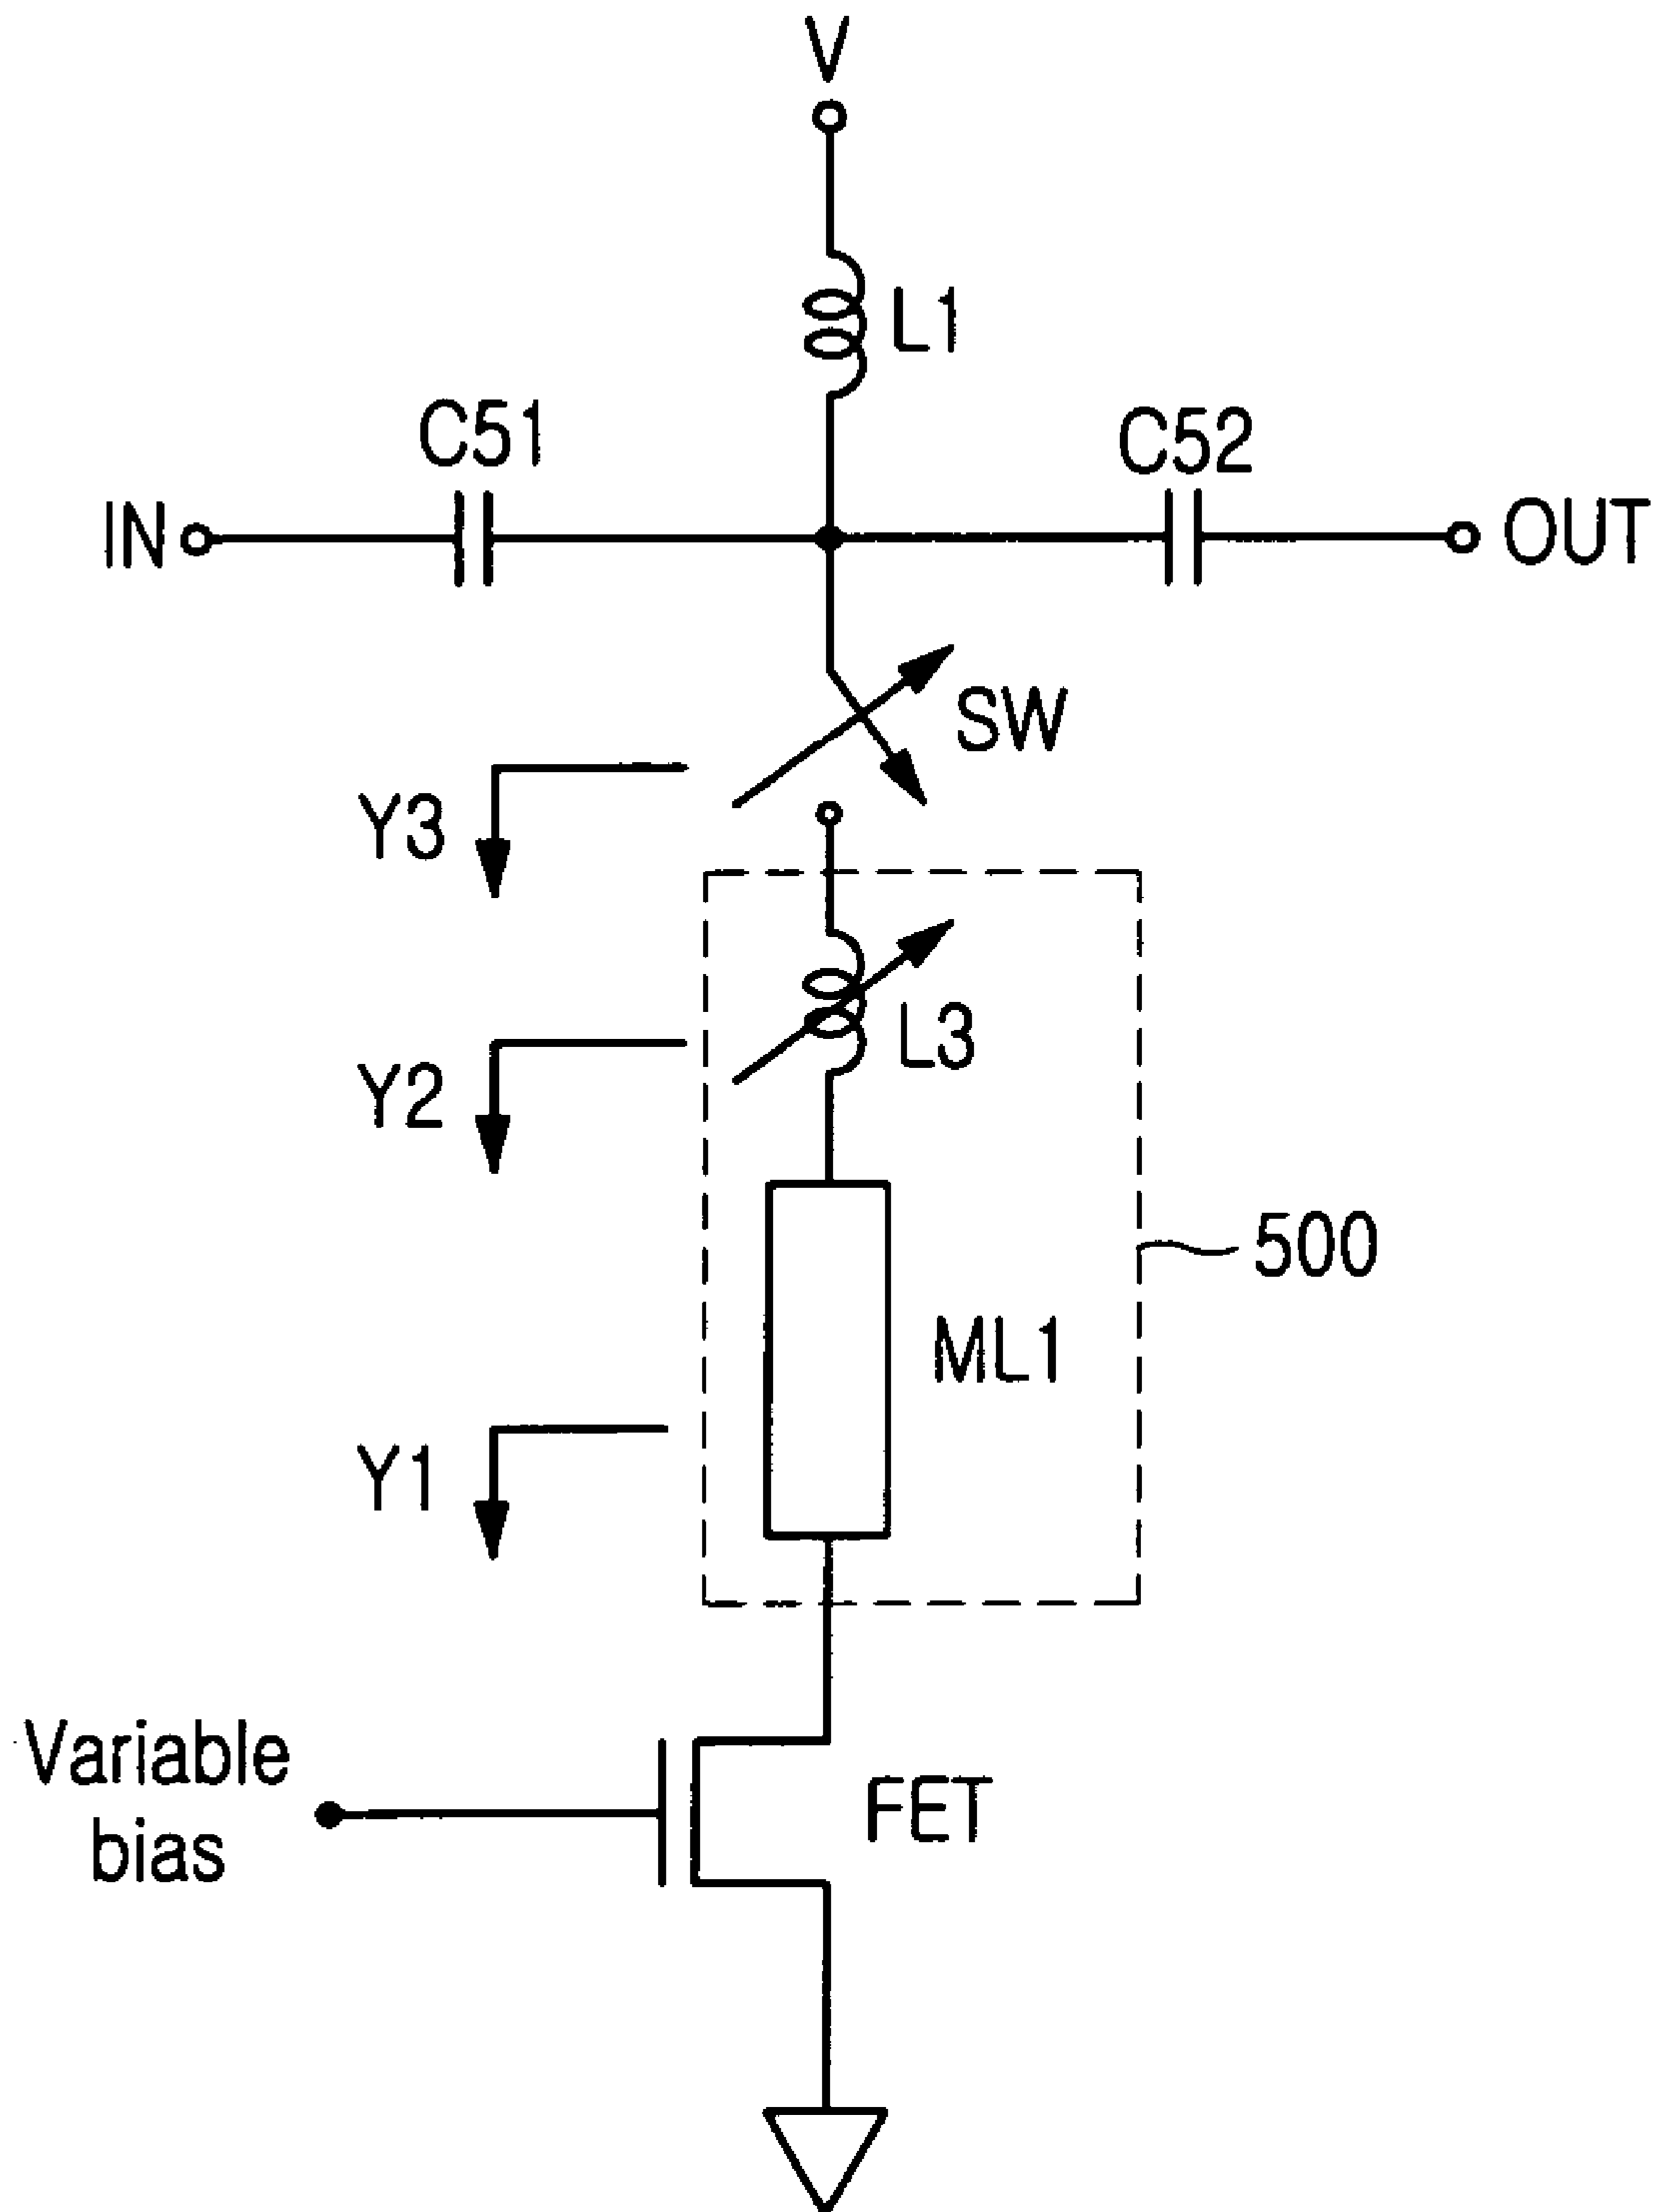 V
L1
C51
C52
IN
OUT
SW
Y3
L3
Y2
500
ML1
Y1
Variable
bias
FET